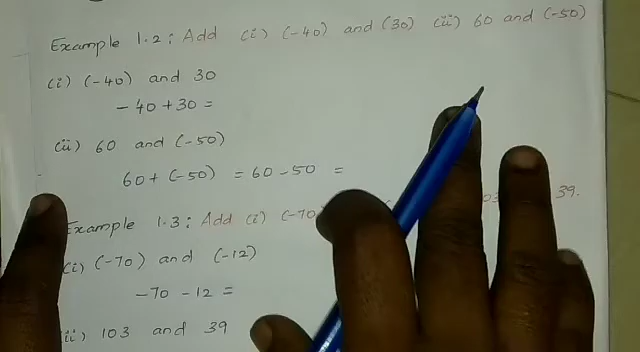 Example 1.2: Add (i) (-40) and (30) (ii) 60 and (-50)
(i) (-40) and 30
-40+30 =
(ii) 60 and (-50)
60+(-50) = 60-50 =
Example 1.3: Add (i) (-70 39.
(i) (-70) and (-12)
-70 -12 =
(ii) 103 and 39